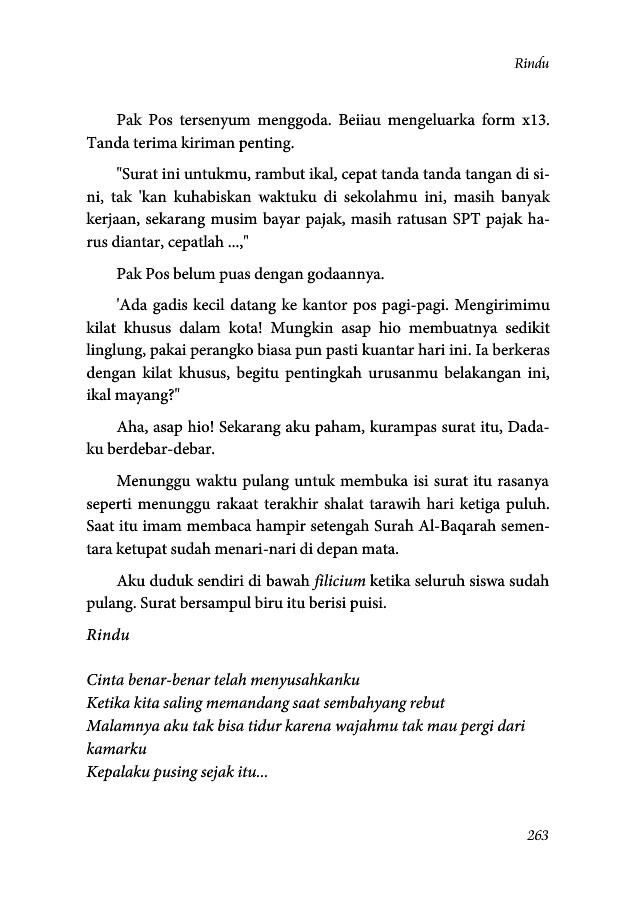 Rindu
Pak Pos tersenyum menggoda. Beiiau mengeluarka form x13.
Tanda terima kiriman penting.
"Surat ini untukmu, rambut ikal, cepat tanda tanda tangan di si-
ni, tak 'kan kuhabiskan waktuku di sekolahmu ini, masih banyak
kerjaan, sekarang musim bayar pajak, masih ratusan SPT pajak ha-
rus diantar, cepatlah ...,"
Pak Pos belum puas dengan godaannya.
'Ada gadis kecil datang ke kantor pos pagi-pagi. Mengirimimu
kilat khusus dalam kota! Mungkin asap hio membuatnya sedikit
linglung, pakai perangko biasa pun pasti kuantar hari ini. Ia berkeras
dengan kilat khusus, begitu pentingkah urusanmu belakangan ini,
ikal mayang?"
Aha, asap hio! Sekarang aku paham, kurampas surat itu, Dada-
ku berdebar-debar.
Menunggu waktu pulang untuk membuka isi surat itu rasanya
seperti menunggu rakaat terakhir shalat tarawih hari ketiga puluh.
Saat itu imam membaca hampir setengah Surah Al-Baqarah semen-
tara ketupat sudah menari-nari di depan mata.
Aku duduk sendiri di bawah filicium ketika seluruh siswa sudah
pulang. Surat bersampul biru itu berisi puisi.
Rindu
Cinta benar-benar telah menyusahkanku
Ketika kita saling memandang saat sembahyang rebut
Malamnya aku tak bisa tidur karena wajahmu tak mau pergi dari
kamarku
Kepalaku pusing sejak itu...
263